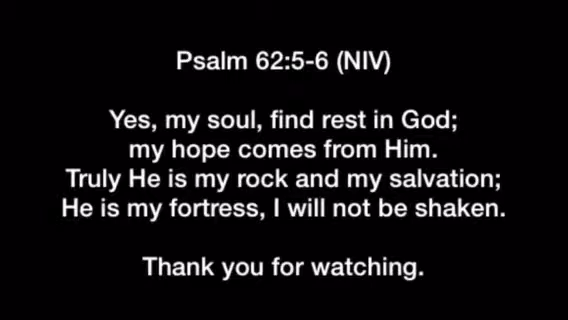 Psalm 62:5-6 (NIV)
Yes, my soul, find rest in God;
my hope comes from Him.
Truly He is my rock and my salvation;
He is my fortress, I will not be shaken.
Thank you for watching.